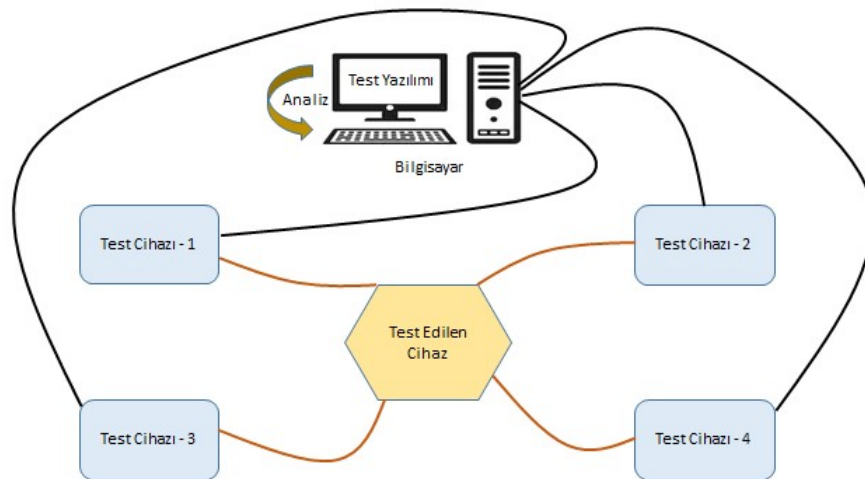 Test Yazılımı
Analiz
Bilgisayar
Test Cihazı - 1
Test Cihazı - 2
Test Edilen
Cihaz
Test Cihazı - 3
Test Cihazı - 4